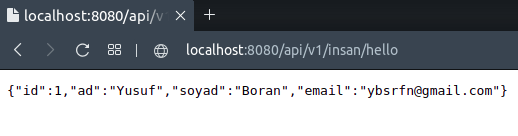 localhost:8080/api/v
localhost:8080/api/v1/insan/hello
{"id":1,"ad":"Yusuf","soyad":"Boran","email":"ybsrfn@gmail.com"}